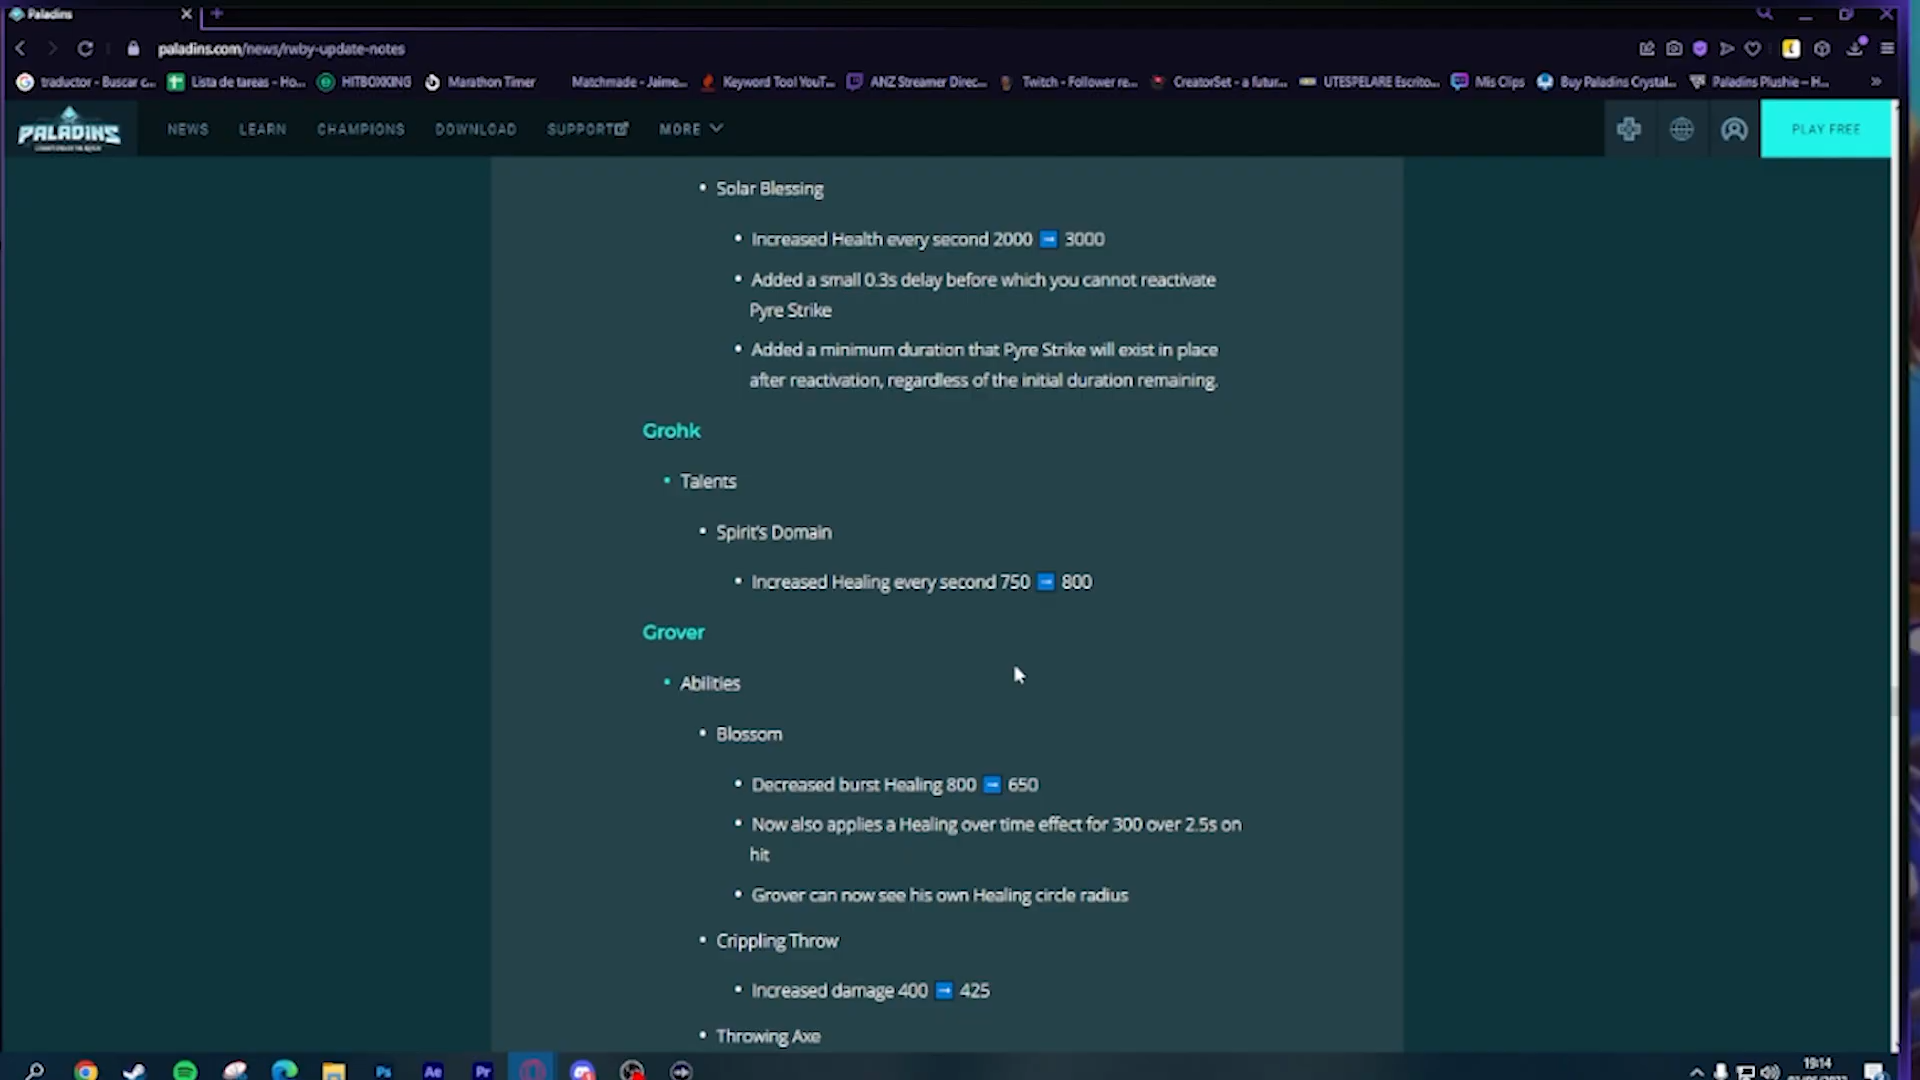 Paladins
paladins.com/news/rwby-update-notes
traductor - Buscar c... Lista de tareas - Ho... HITBOXKING Marathon Timer Matchmade - Jaime... Keyword Tool YouT... ANZ Streamer Direc... Twitch - Follower re... CreatorSet - a futur... UTESPELARE Escrito... Mis Clips Buy Paladins Crystal... Paladins Plushie – H... »
PALADINS NEWS LEARN CHAMPIONS DOWNLOAD SUPPORT MORE PLAY FREE
• Solar Blessing
• Increased Health every second 2000 ➡ 3000
• Added a small 0.3s delay before which you cannot reactivate
Pyre Strike
• Added a minimum duration that Pyre Strike will exist in place
after reactivation, regardless of the initial duration remaining.
Grohk
• Talents
• Spirit's Domain
• Increased Healing every second 750 ➡ 800
Grover
• Abilities
• Blossom
• Decreased burst Healing 800 ➡ 650
• Now also applies a Healing over time effect for 300 over 2.5s on
hit
• Grover can now see his own Healing circle radius
• Crippling Throw
• Increased damage 400 ➡ 425
• Throwing Axe
Ps Ae Pr 19:14